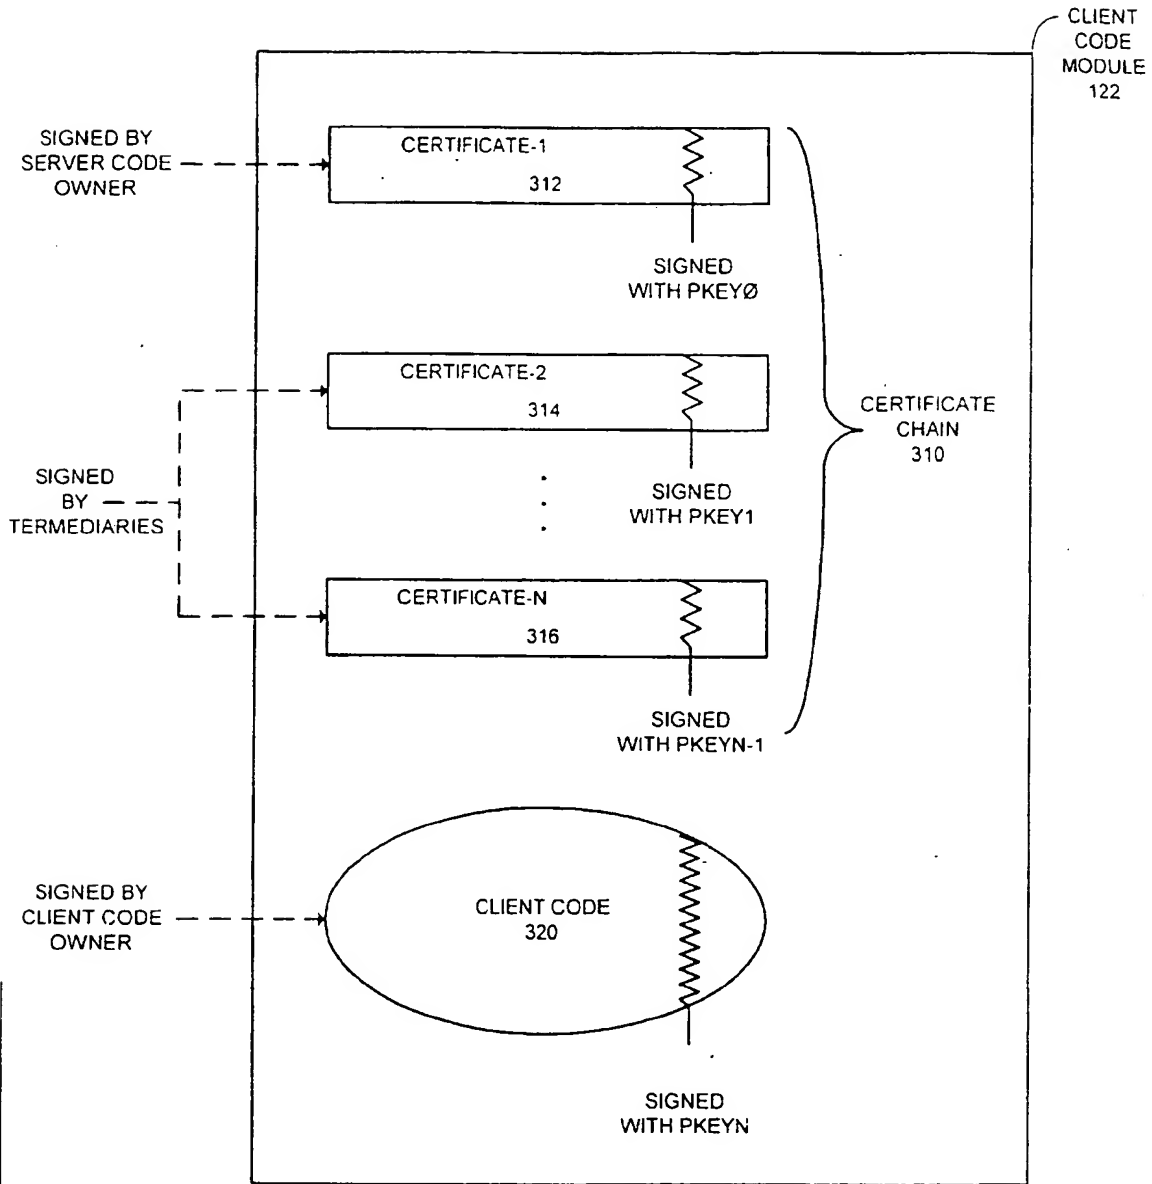 CLIENT
CODE
MODULE
122
SIGNED BY
SERVER CODE
OWNER
CERTIFICATE-1
312
SIGNED
WITH PKEYØ
CERTIFICATE-2
314
SIGNED
WITH PKEY1
CERTIFICATE
CHAIN
310
SIGNED
BY
TERMEDIARIES
CERTIFICATE-N
316
SIGNED
WITH PKEYN-1
SIGNED BY
CLIENT CODE
OWNER
CLIENT CODE
320
SIGNED
WITH PKEYN